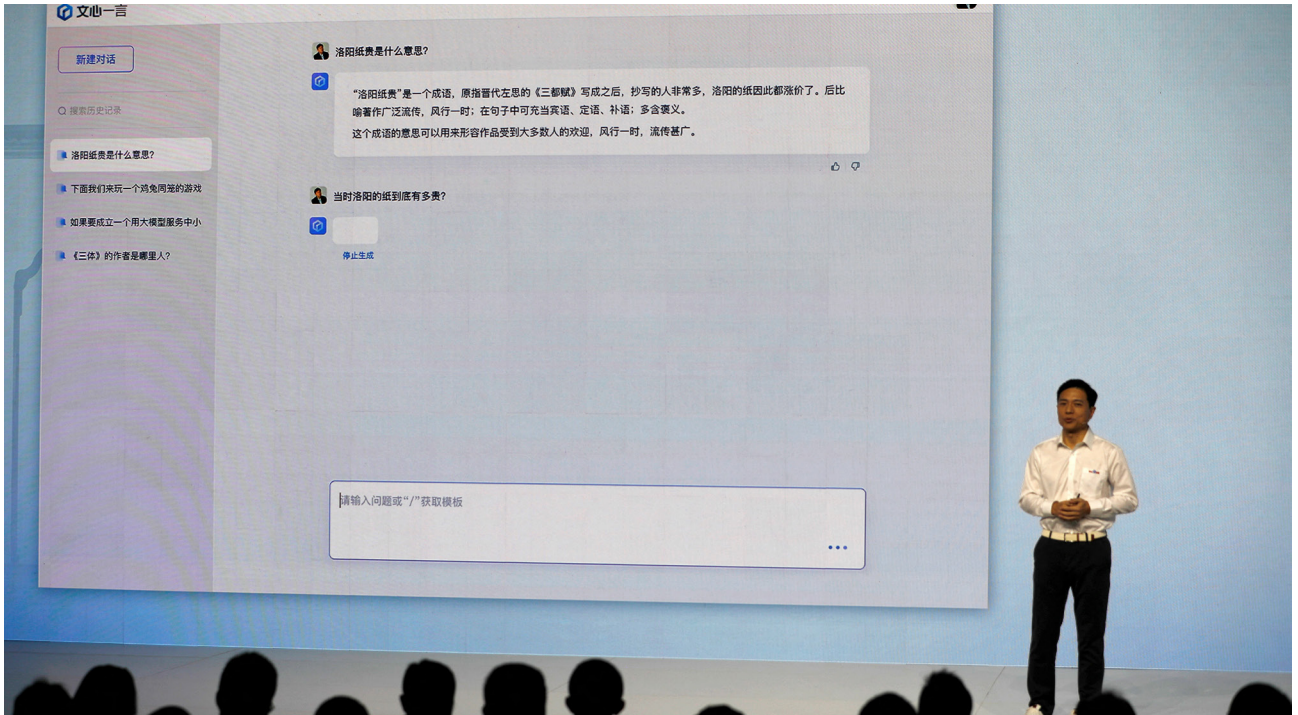 文心一言
新建对话
搜索历史记录
洛阳纸贵是什么意思?
下面我们来玩一个鸡兔同笼的游戏
如果要成立一个用大模型服务中小
《三体》的作者是哪里人?
洛阳纸贵是什么意思?
“洛阳纸贵”是一个成语,原指晋代左思的《三都赋》写成之后,抄写的人非常多,洛阳的纸因此都涨价了。后比
喻著作广泛流传,风行一时;在句子中可充当宾语、定语、补语;多含褒义。
这个成语的意思可以用来形容作品受到大多数人的欢迎,风行一时,流传甚广。
当时洛阳的纸到底有多贵?
停止生成
请输入问题或“/”获取模板